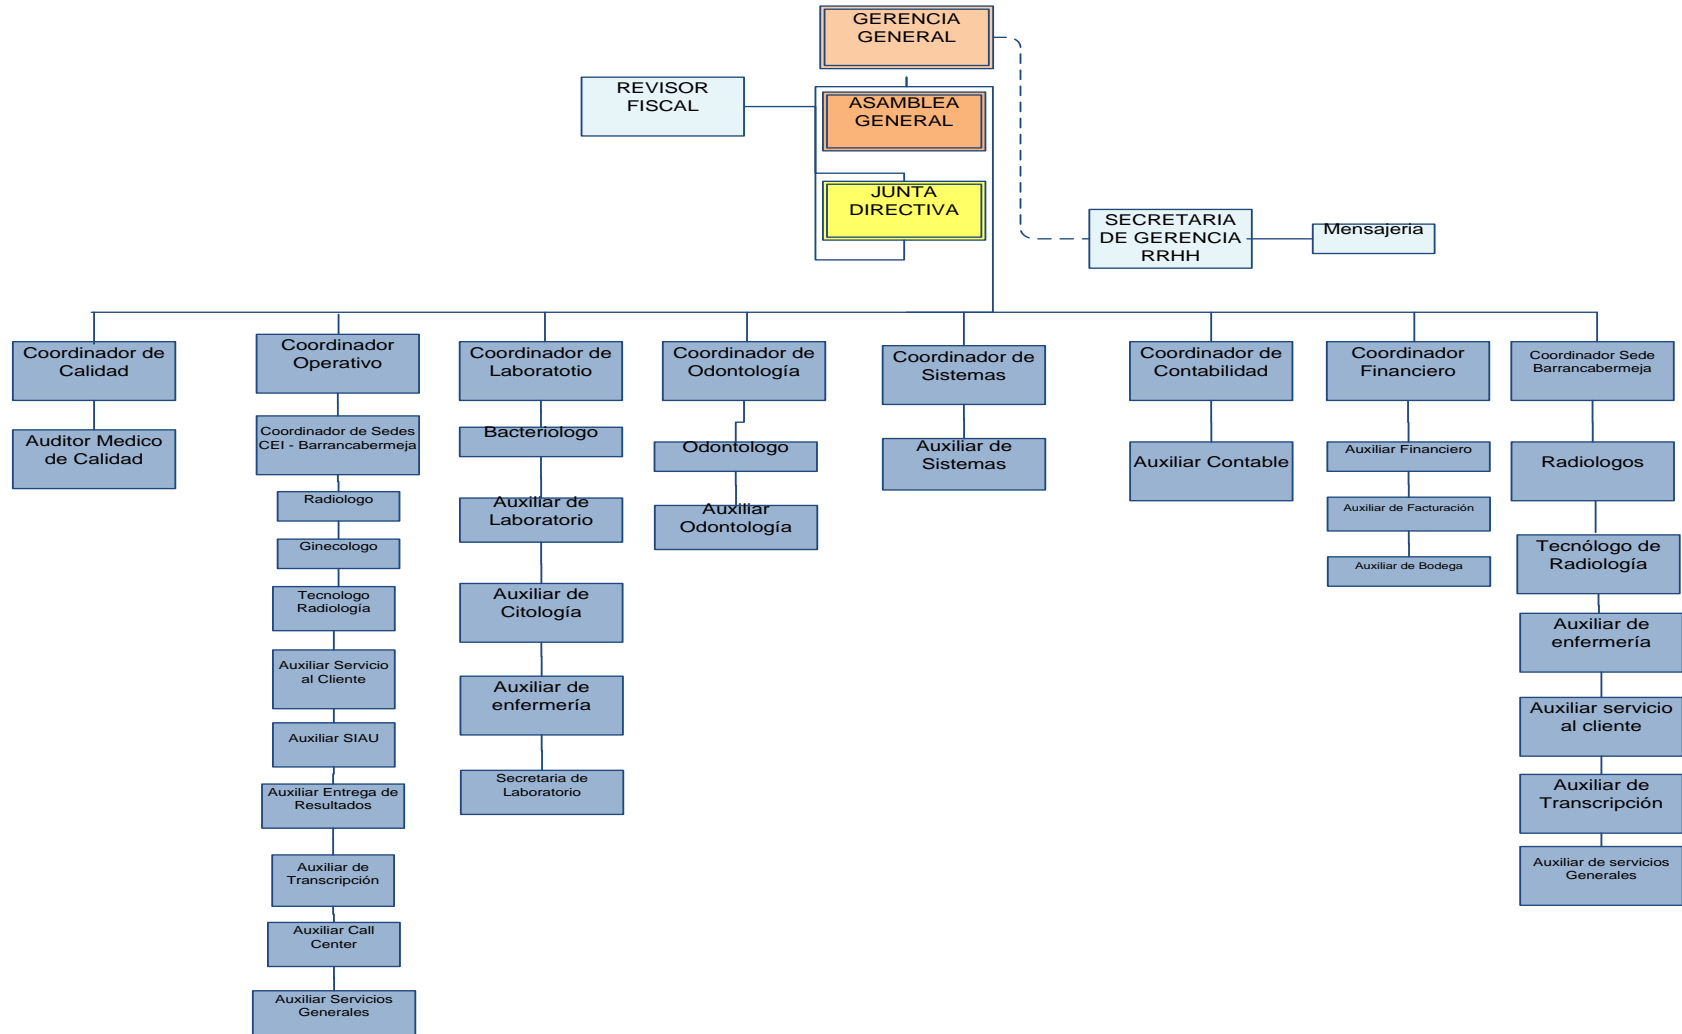 GERENCIA
GENERAL
REVISOR
FISCAL
ASAMBLEA
GENERAL
JUNTA
DIRECTIVA
SECRETARIA
DE GERENCIA
RRHH
Mensajeria
Coordinador de
Calidad
Auditor Medico
de Calidad
Coordinador
Operativo
Coordinador de Sedes
CEI - Barrancabermeja
Radiologo
Ginecologo
Tecnologo
Radiología
Auxiliar Servicio
al Cliente
Auxiliar SIAU
Auxiliar Entrega de
Resultados
Auxiliar de
Transcripción
Auxiliar Call
Center
Auxiliar Servicios
Generales
Coordinador de
Laboratotio
Bacteriologo
Auxiliar de
Laboratorio
Auxiliar de
Citología
Auxiliar de
enfermería
Secretaria de
Laboratorio
Coordinador de
Odontología
Odontologo
Auxiliar
Odontología
Coordinador de
Sistemas
Auxiliar de
Sistemas
Coordinador de
Contabilidad
Auxiliar Contable
Coordinador
Financiero
Auxiliar Financiero
Auxiliar de Facturación
Auxiliar de Bodega
Coordinador Sede
Barrancabermeja
Radiologos
Tecnólogo de
Radiología
Auxiliar de
enfermería
Auxiliar servicio
al cliente
Auxiliar de
Transcripción
Auxiliar de servicios
Generales